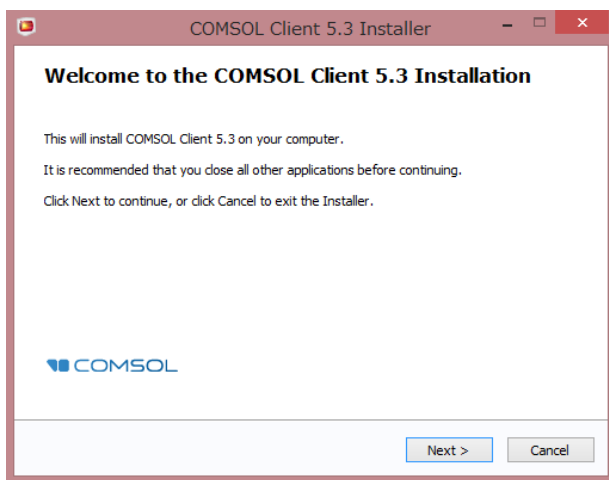 COMSOL Client 5.3 Installer
Welcome to the COMSOL Client 5.3 Installation
This will install COMSOL Client 5.3 on your computer.
It is recommended that you close all other applications before continuing.
Click Next to continue, or click Cancel to exit the Installer.
COMSOL
Next > Cancel